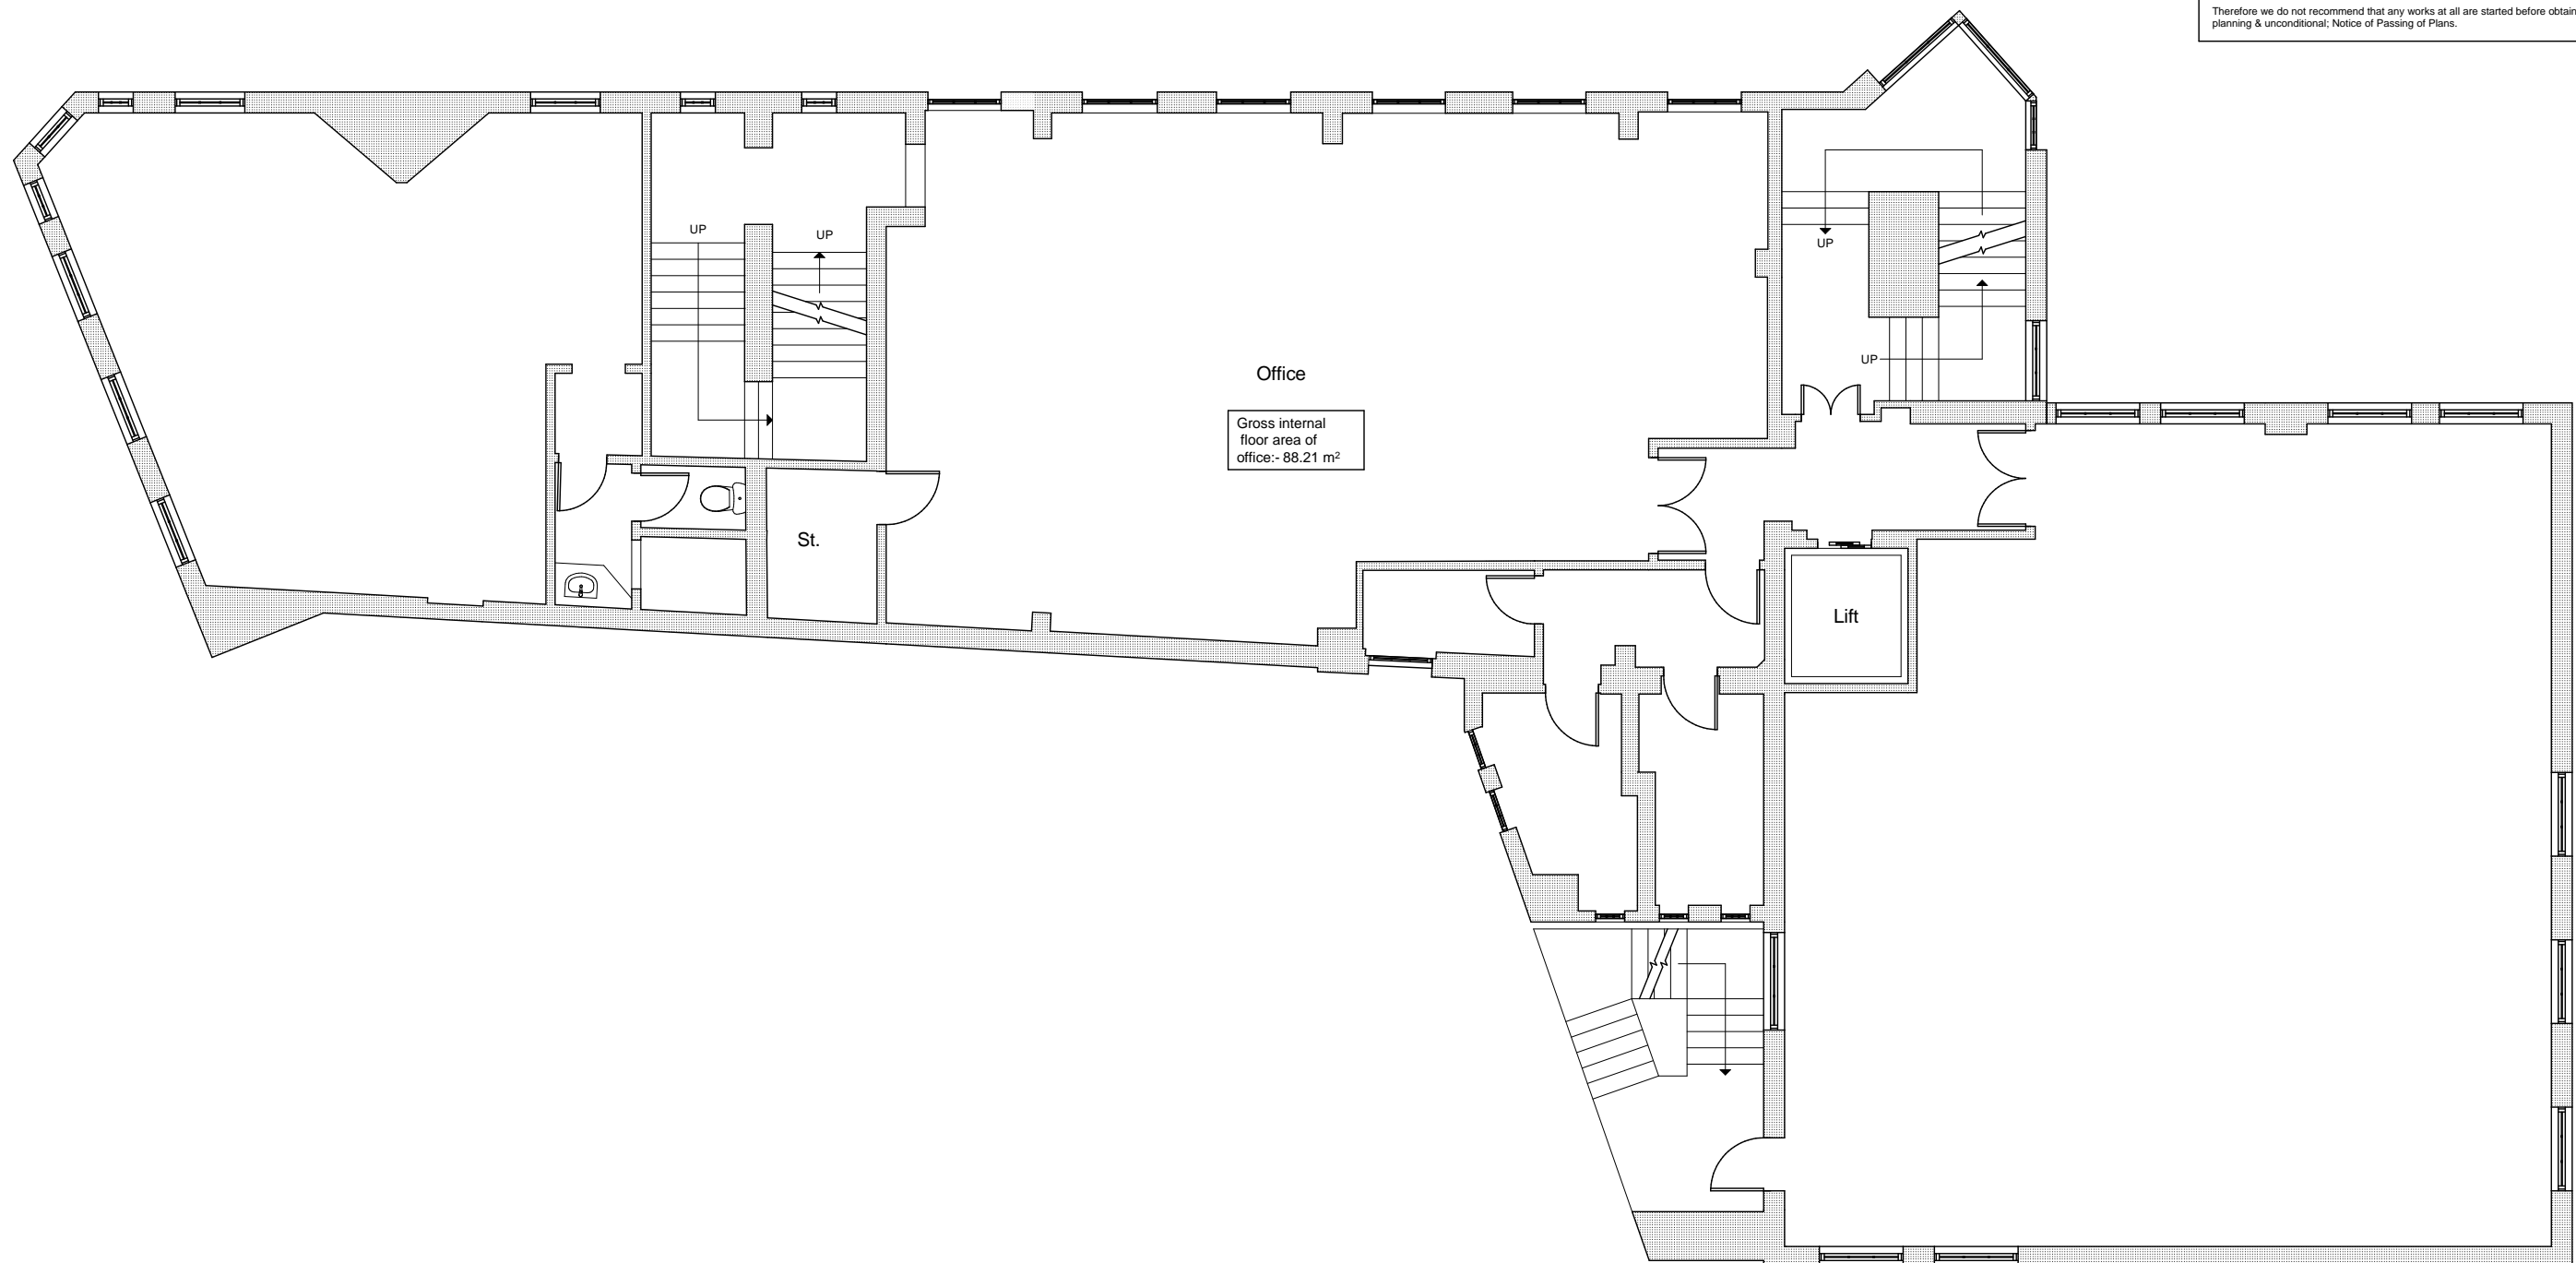 Therefore we do not recommend that any works at all are started before obtain
planning & unconditional; Notice of Passing of Plans.
UP
UP
UP
UP
Office
Gross internal
floor area of
office:- 88.21 m²
St.
Lift